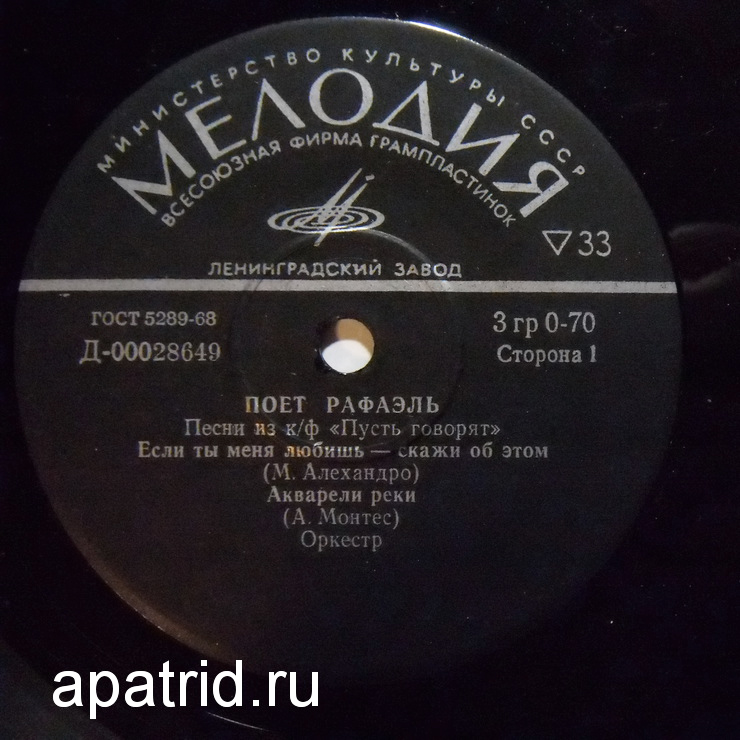 МИНИСТЕРСТВО КУЛЬТУРЫ СССР
МЕЛОДИЯ
ВСЕСОЮЗНАЯ ФИРМА ГРАМПЛАСТИНОК
▽33
ЛЕНИНГРАДСКИЙ ЗАВОД
ГОСТ 5289-68
3 гр 0-70
Д-00028649
Сторона 1
ПОЕТ РАФАЭЛЬ
Песни из к/ф «Пусть говорят»
Если ты меня любишь — скажи об этом
(М. Алехандро)
Акварели реки
(А. Монтес)
Оркестр
apatrid.ru